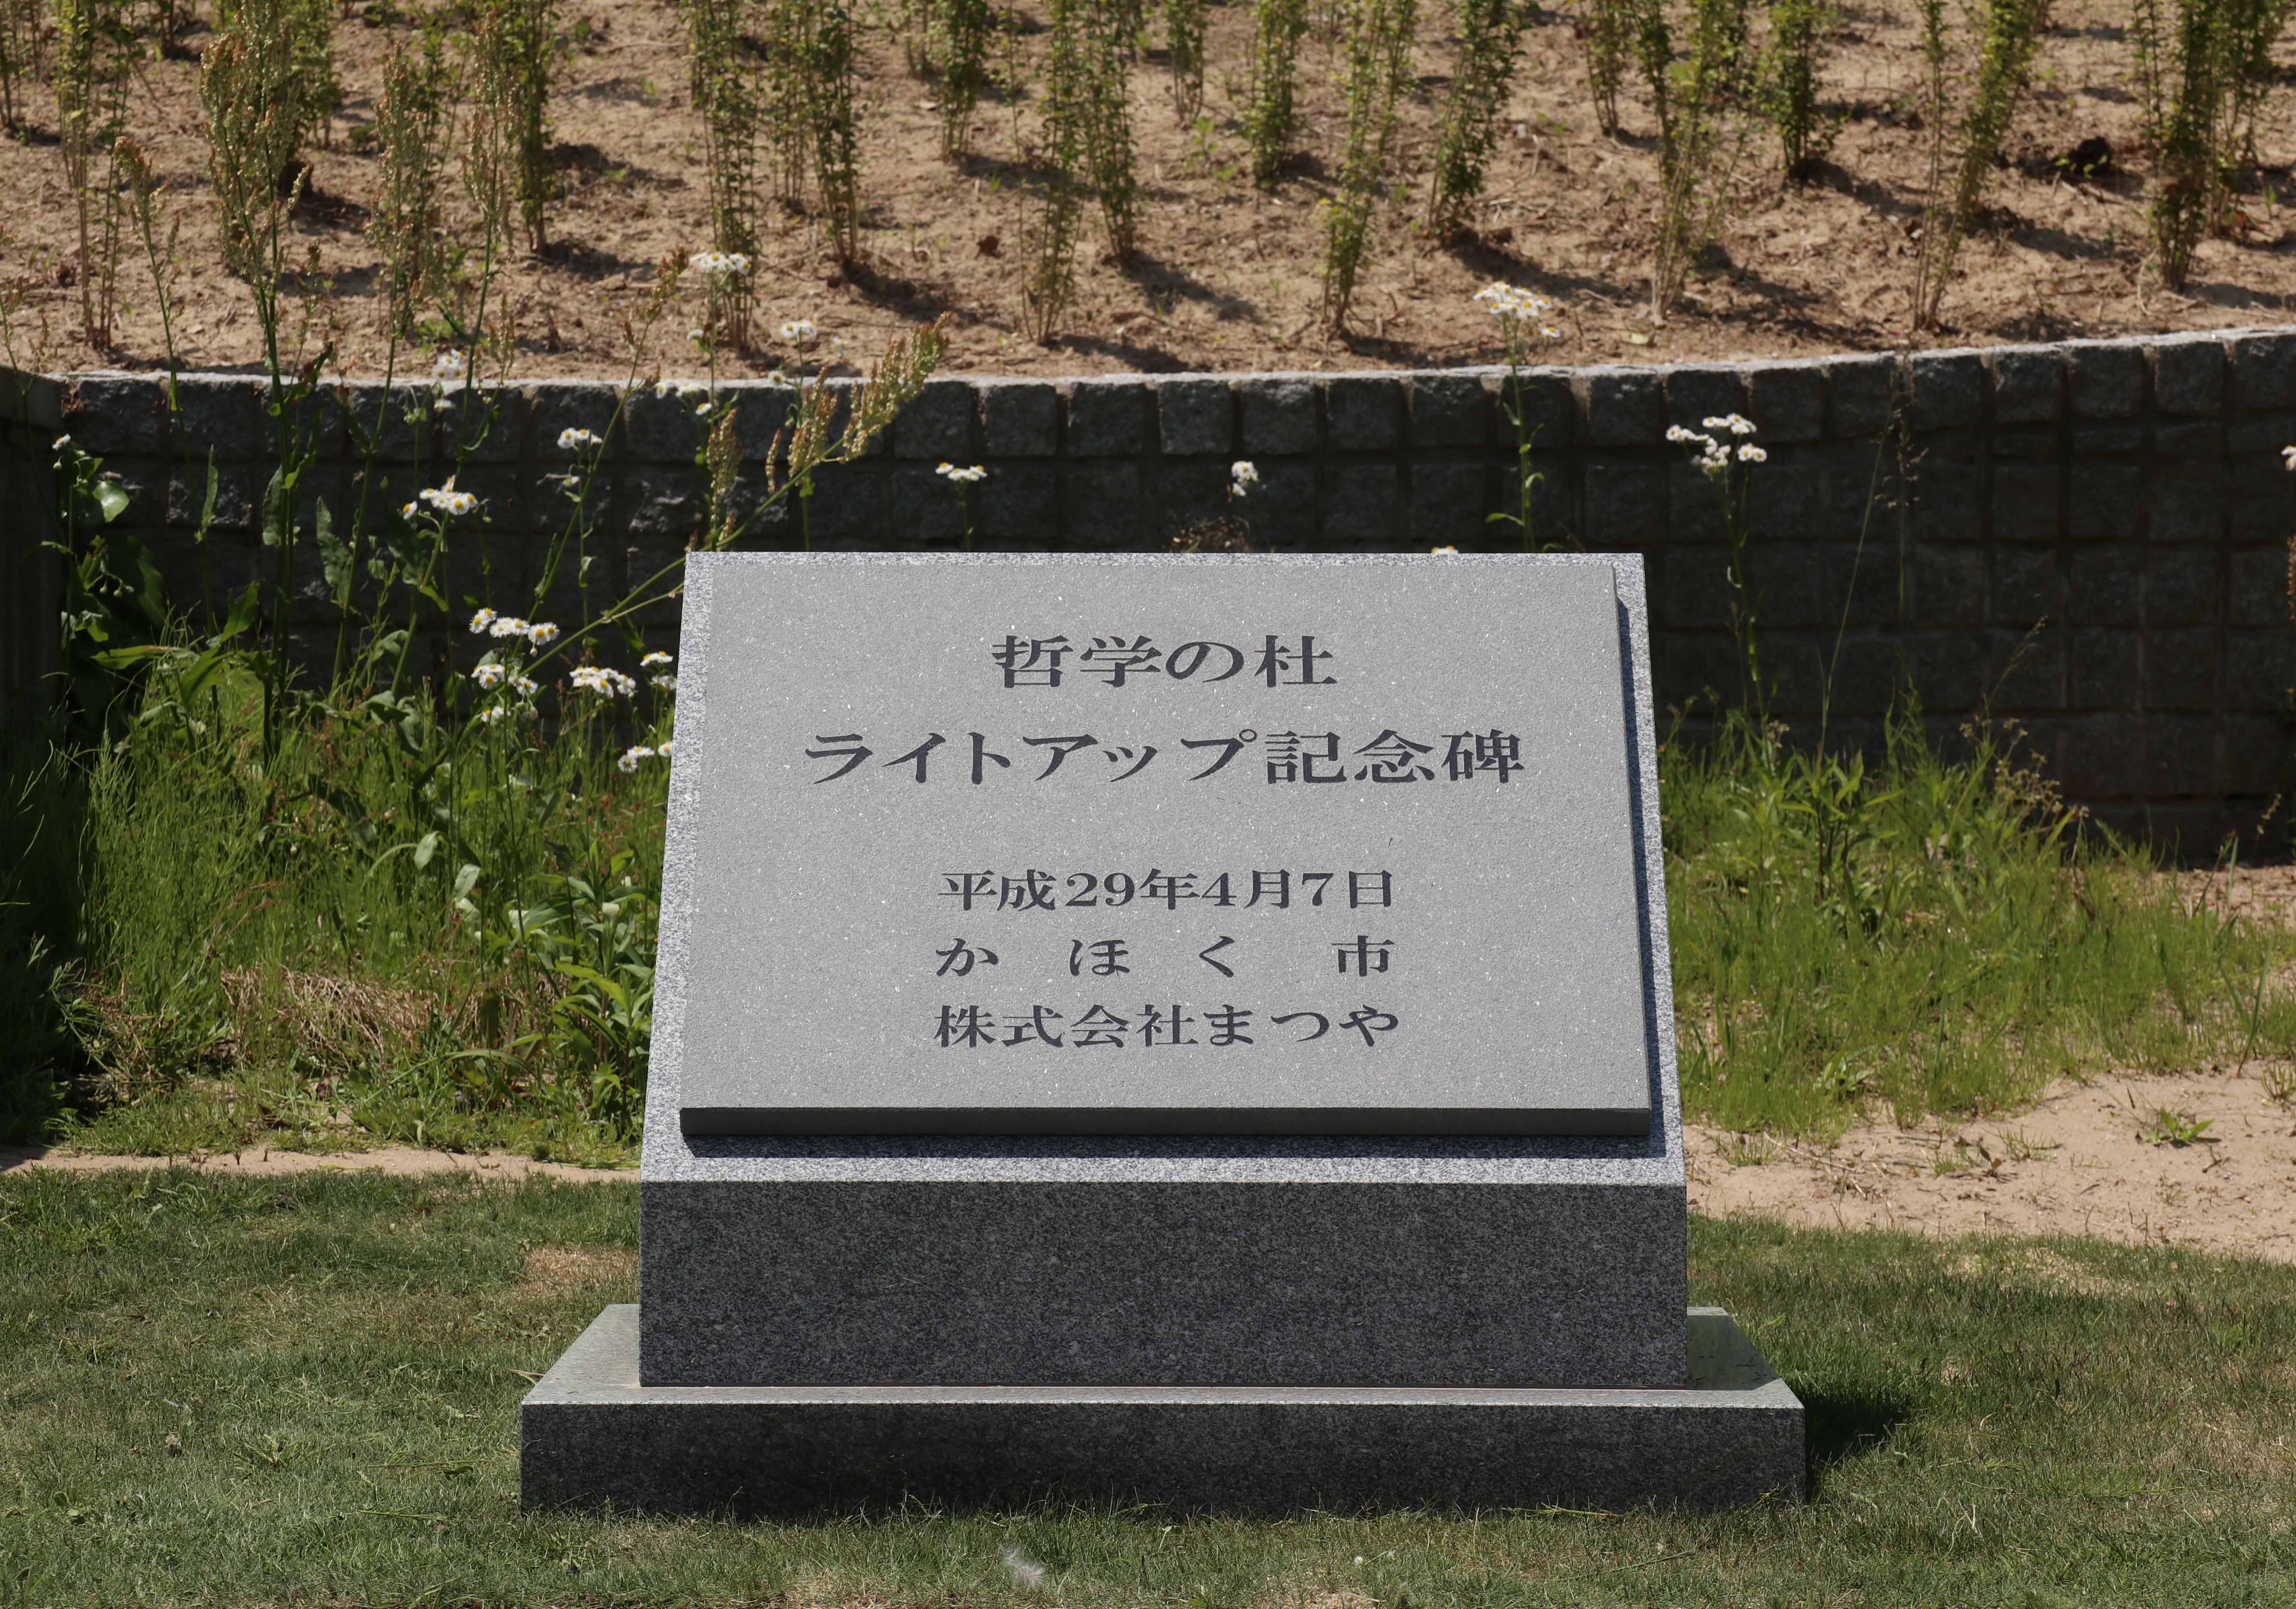 哲学の杜
ライトアップ記念碑
平成29年4月7日
かほく市
株式会社まつや